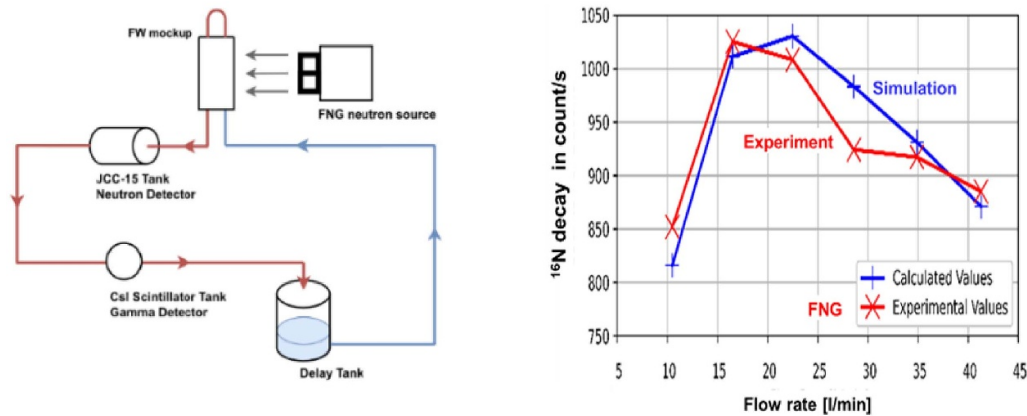 FW mockup
FNG neutron source
JCC-15 Tank
Neutron Detector
CsI Scintillator Tank
Gamma Detector
Delay Tank
1050
1000
950
900
850
800
750
¹⁶N decay in count/s
Simulation
Experiment
FNG
Calculated Values
Experimental Values
5 10 15 20 25 30 35 40 45
Flow rate [l/min]